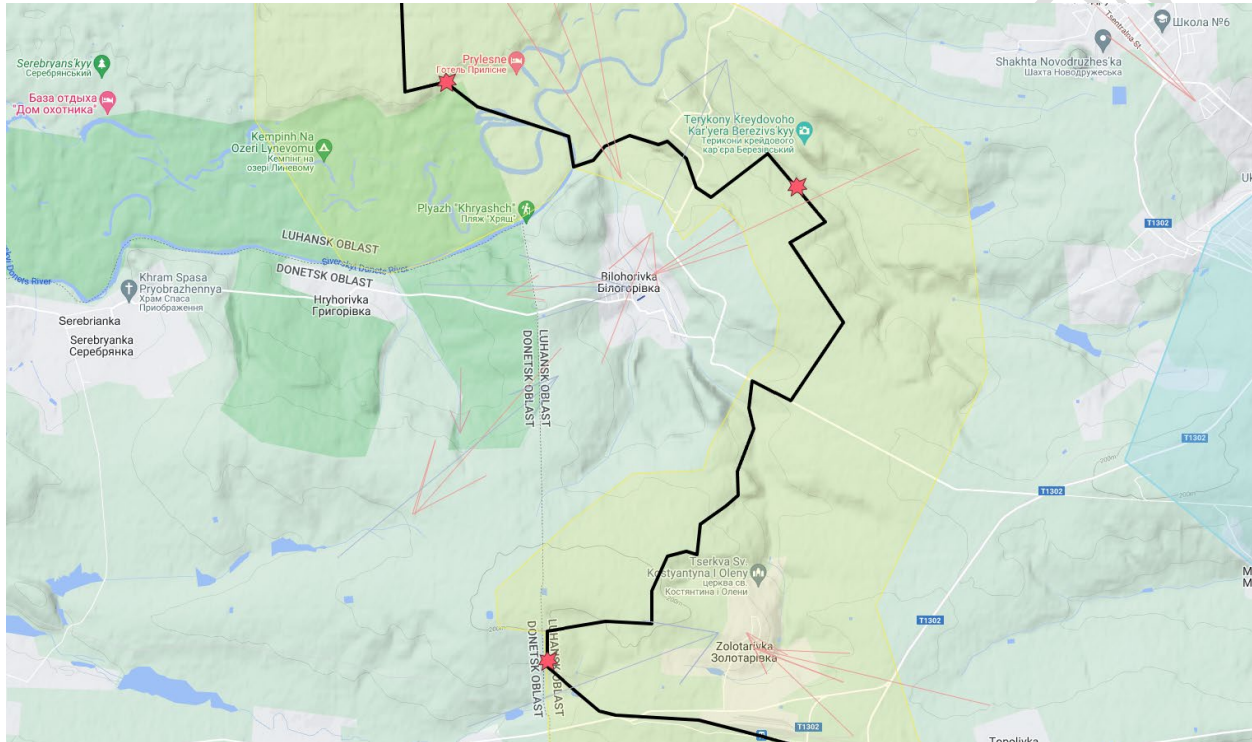 Tsentralna St
Школа №6
Shakhta Novodruzhes'ka
Шахта Новодружеська
Serebryans'kyy
Серебрянський
База отдыха
"Дом охотника"
Prylesne
Готель Прилісне
Terykony Kreydovoho
Kar'yera Berezivs'kyy
Терикони крейдового
кар'єра Березівський
Kempinh Na
Ozeri Lynevomu
Кемпінг на
озері Линевому
Plyazh "Khryashch"
Пляж "Хрящ"
T1302
LUHANSK OBLAST
Siverskyi Donets River
DONETSK OBLAST
Khram Spasa
Pryobrazhennya
Храм Спаса
Приображення
Hryhorivka
Григорівка
Bilohorivka
Білогорівка
Serebrianka
Serebryanka
Серебрянка
LUHANSK OBLAST
DONETSK OBLAST
T1302
T1302
Tserkva Sv
Kostyantyna I Oleny
церква св.
Костянтина і Олени
T1302
LUHANSK OBLAST
DONETSK OBLAST
Zolotarivka
Золотарівка
T1302
Topolivka